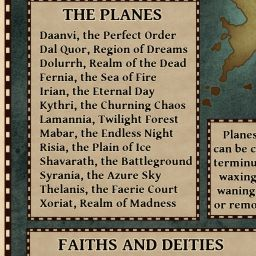 THE PLANES
Daanvi, the Perfect Order
Dal Quor, Region of Dreams
Dolurrh, Realm of the Dead
Fernia, the Sea of Fire
Irian, the Eternal Day
Kythri, the Churning Chaos
Lamannia, Twilight Forest
Mabar, the Endless Night
Risia, the Plain of Ice
Shavarath, the Battleground
Syrania, the Azure Sky
Thelanis, the Faerie Court
Xoriat, Realm of Madness
Planes
can be c
terminu
waxing
waning
or remo
FAITHS AND DEITIES